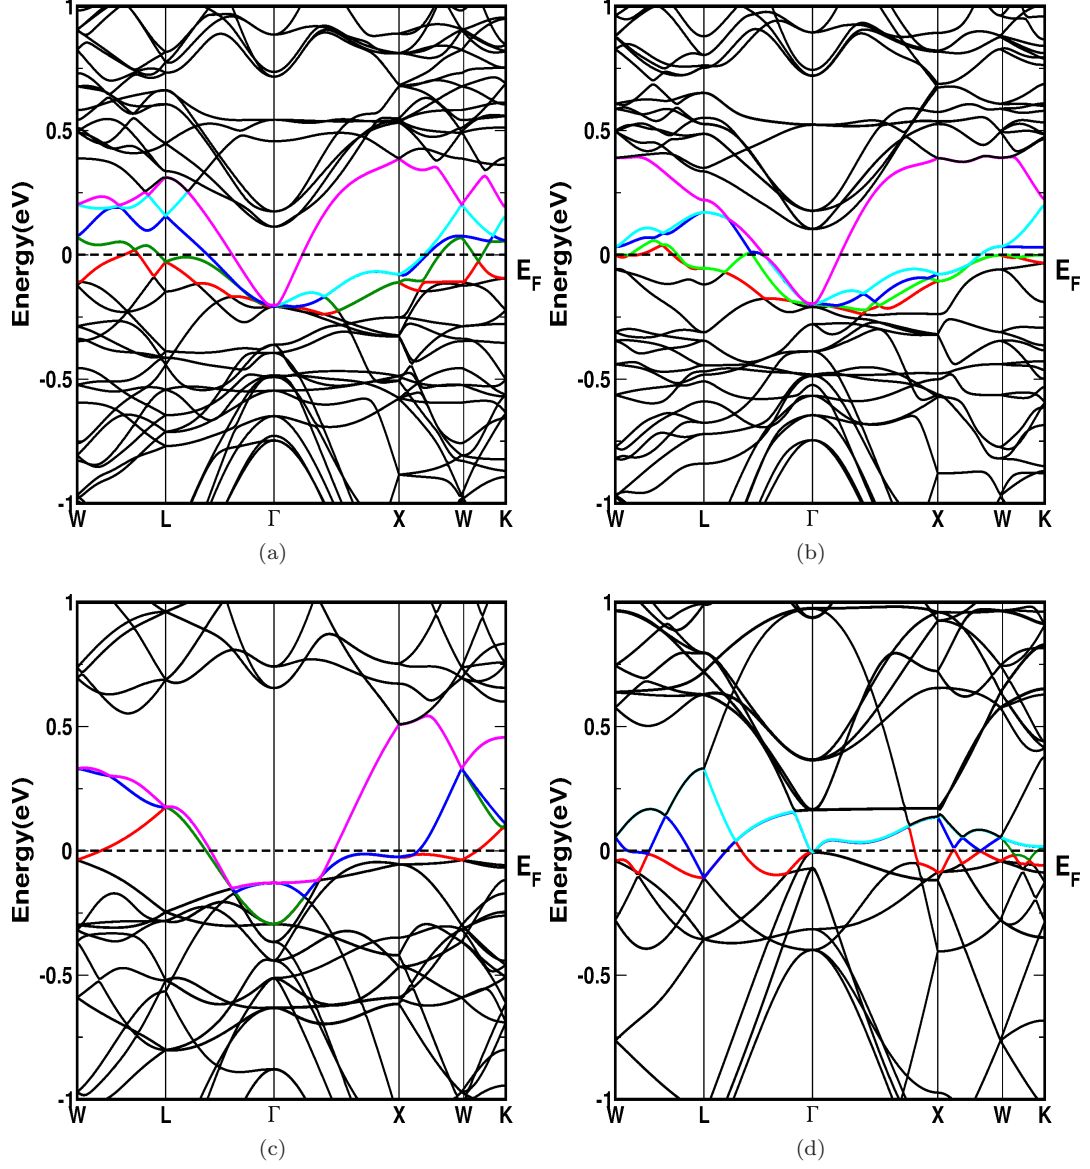 1
0.5
0
-0.5
-1
Energy(eV)
E_F
W L Γ X W K
(a)
1
0.5
0
-0.5
-1
Energy(eV)
E_F
W L Γ X W K
(b)
1
0.5
0
-0.5
-1
Energy(eV)
E_F
W L Γ X W K
(c)
1
0.5
0
-0.5
-1
Energy(eV)
E_F
W L Γ X W K
(d)